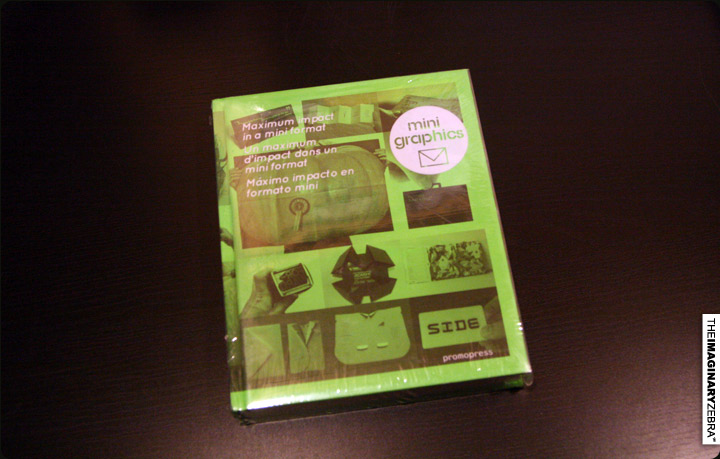 Maximum impact
in a mini format
Un maximum
d'impact dans un
mini format
Máximo impacto en
formato mini
mini
graphics
SIDE
promopress
THEIMAGINARYZEBRA